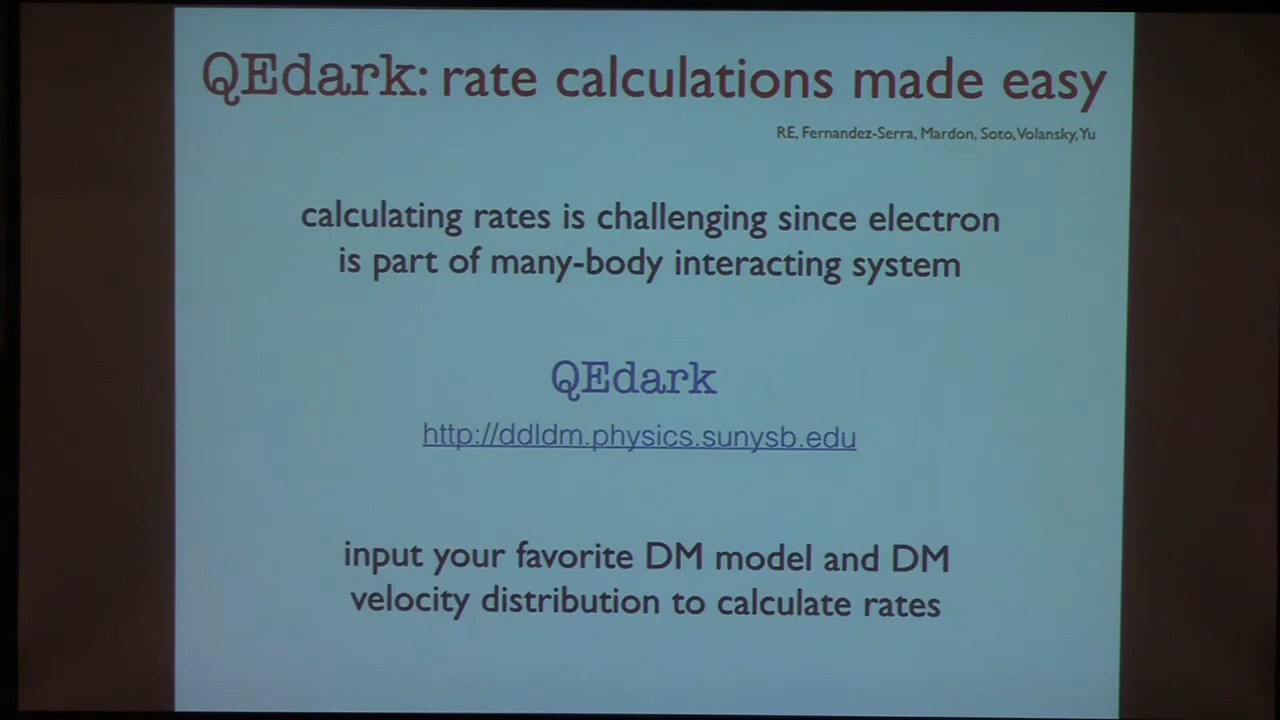 QEdark: rate calculations made easy
RE, Fernandez-Serra, Mardon, Soto, Volansky, Yu
calculating rates is challenging since electron
is part of many-body interacting system
QEdark
http://ddldm.physics.sunysb.edu
input your favorite DM model and DM
velocity distribution to calculate rates